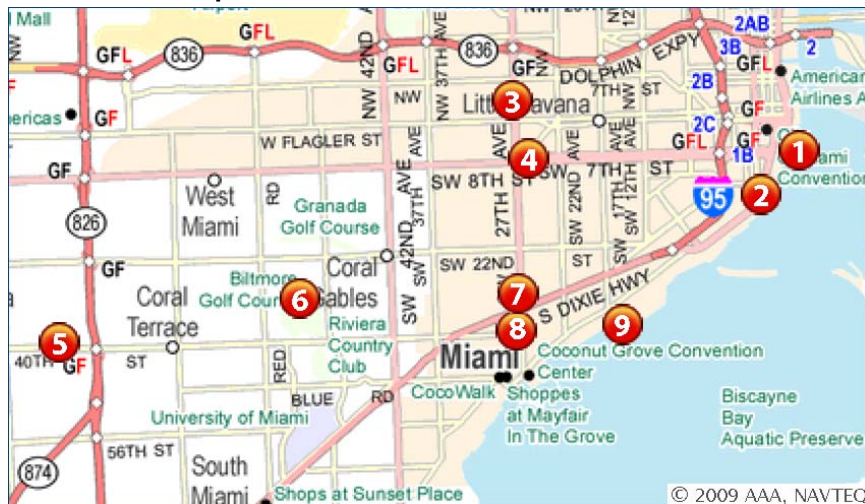 Mall
NW
GFL
836
GFL
42ND AVE
NW
GFL
37TH AVE
NW
836
GF
NW
DOLPHIN EXPY
12TH
NW
2AB
3B
2
GFL
2B
American
Airlines A
NW
Little Havana
3
7TH ST
GF
ericas
GF
W FLAGLER ST
AVE
AVE
AVE
2C
GFL
GF
1B
1
Miami
Convention
4
SW 8TH ST
SW 7TH ST
GF
West
Miami
RD
AVE
SW 37TH AVE
27TH
SW 22ND
SW 17TH
SW 12TH
95
2
826
Granada
Golf Course
SW 42ND
GF
SW 22ND ST
Biltmore
Golf Course
6
Coral
Gables
7
Coral
Terrace
S DIXIE HWY
8
9
Riviera
Country
Club
5
40TH ST
GF
RED
Miami
Coconut Grove Convention
Center
CocoWalk
Shoppes
at Mayfair
In The Grove
BLUE RD
Biscayne
Bay
Aquatic Preserve
University of Miami
56TH ST
874
South
Miami
Shops at Sunset Place
© 2009 AAA, NAVTEQ